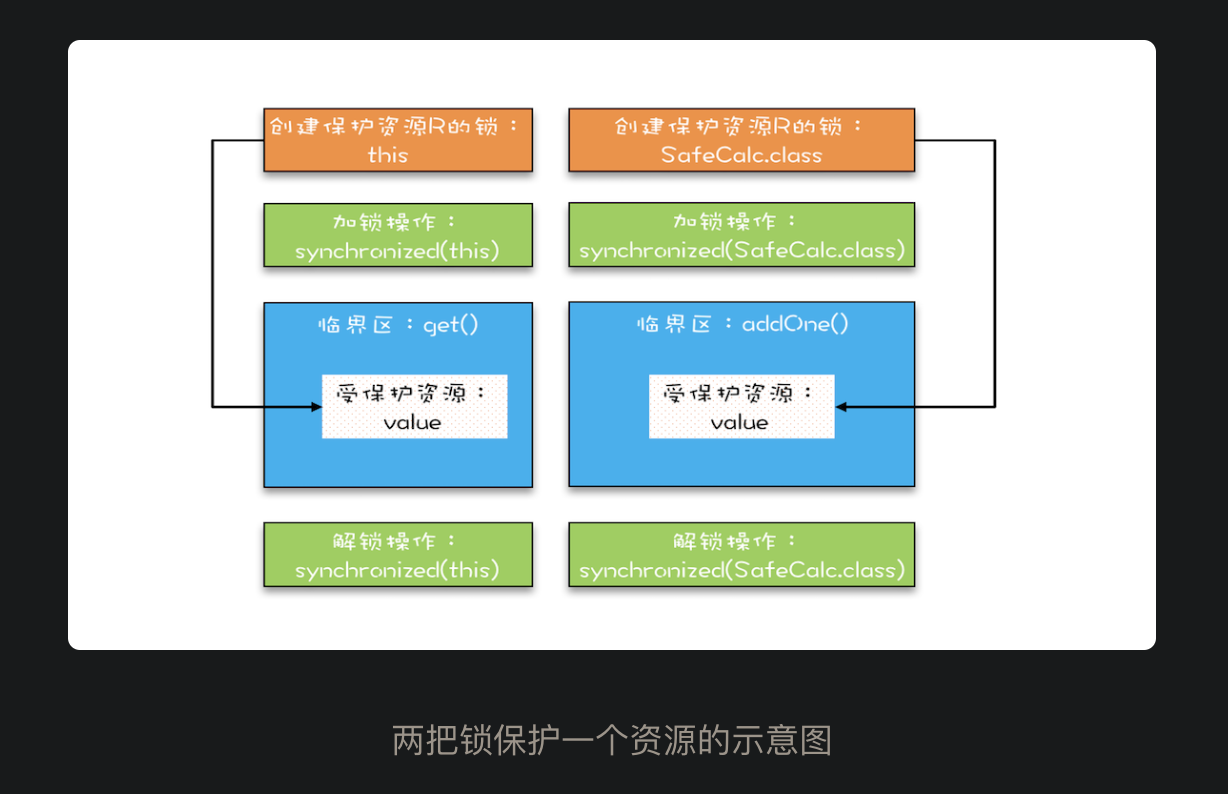 创建保护资源R的锁：
this
创建保护资源R的锁：
SafeCalc.class
加锁操作：
synchronized(this)
加锁操作：
synchronized(SafeCalc.class)
临界区：get()
受保护资源：
value
临界区：addOne()
受保护资源：
value
解锁操作：
synchronized(this)
解锁操作：
synchronized(SafeCalc.class)
两把锁保护一个资源的示意图